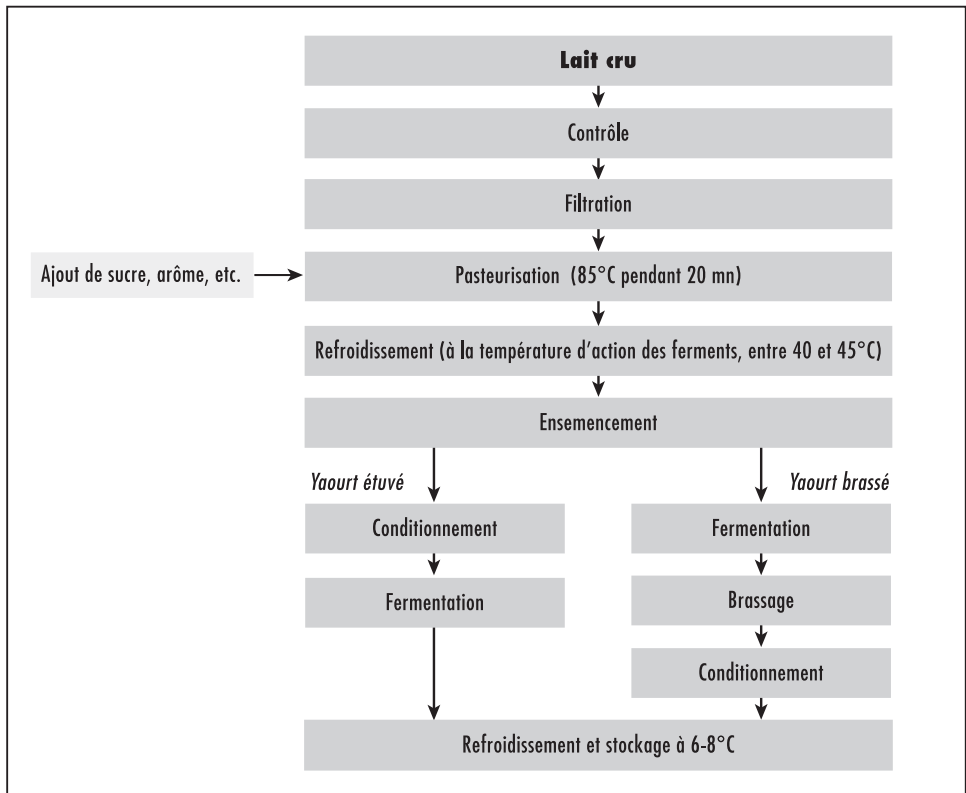 Lait cru
Contrôle
Filtration
Ajout de sucre, arôme, etc.
Pasteurisation (85°C pendant 20 mn)
Refroidissement (à la température d’action des ferments, entre 40 et 45°C)
Ensemencement
Yaourt étuvé
Yaourt brassé
Conditionnement
Fermentation
Fermentation
Brassage
Conditionnement
Refroidissement et stockage à 6-8°C